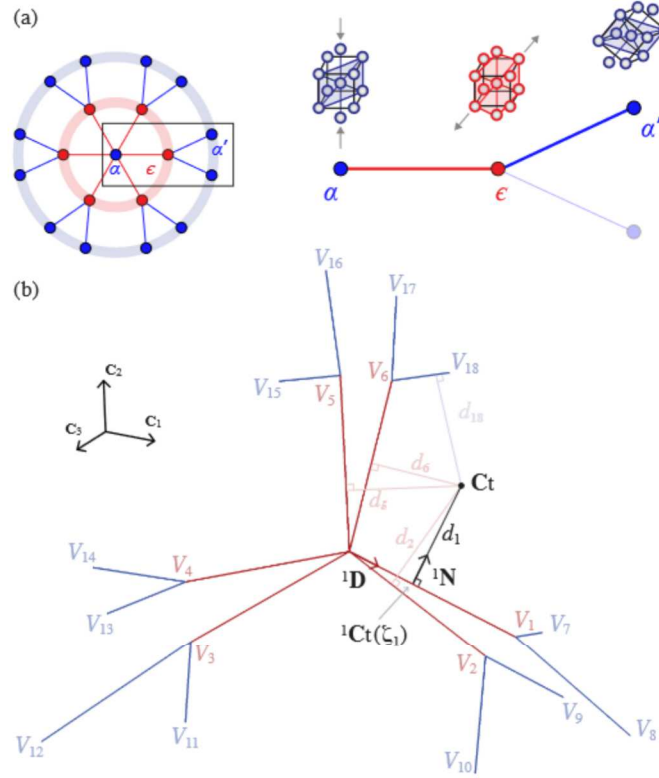 (a)
α
ϵ
α′
α
ϵ
α′
(b)
V₁₆
V₁₇
C₂
C₃
C₁
V₁₅
V₅
V₆
V₁₈
d₁₈
d₆
d₅
Ct
V₁₄
V₄
d₂
d₁
¹D
¹N
V₁₃
V₃
¹Ct(ζ₁)
V₁
V₇
V₂
V₁₂
V₁₁
V₉
V₈
V₁₀